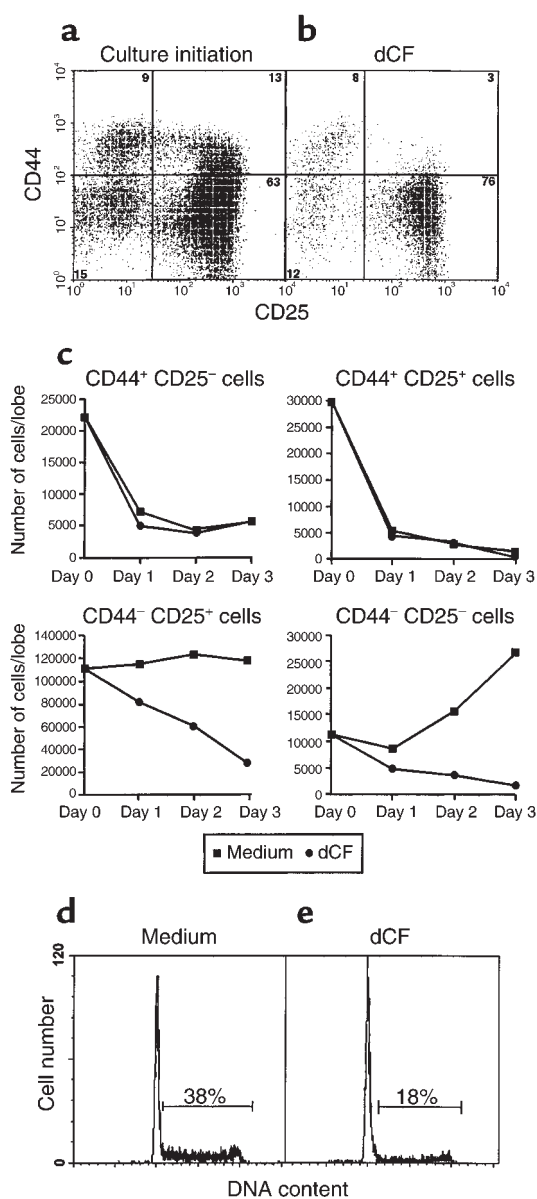 a
b
Culture initiation
dCF
9
13
8
3
63
76
15
12
10⁴
10³
10²
10¹
10⁰
CD44
10⁰ 10¹ 10² 10³ 10⁴ 10¹ 10² 10³ 10⁴
CD25
c
CD44⁺ CD25⁻ cells
CD44⁺ CD25⁺ cells
Number of cells/lobe
25000
20000
15000
10000
5000
0
Day 0 Day 1 Day 2 Day 3
30000
25000
20000
15000
10000
5000
0
Day 0 Day 1 Day 2 Day 3
CD44⁻ CD25⁺ cells
CD44⁻ CD25⁻ cells
Number of cells/lobe
140000
120000
100000
80000
60000
40000
20000
0
Day 0 Day 1 Day 2 Day 3
30000
25000
20000
15000
10000
5000
0
Day 0 Day 1 Day 2 Day 3
Medium dCF
d
e
Medium
dCF
120
Cell number
0
38%
18%
DNA content